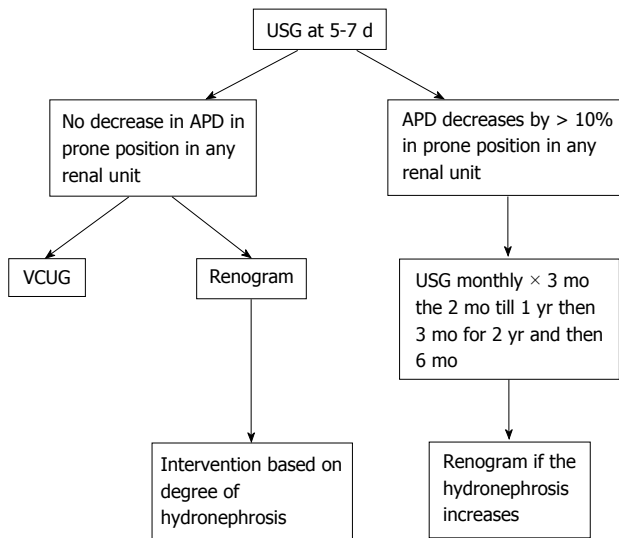 USG at 5-7 d
No decrease in APD in
prone position in any
renal unit
APD decreases by > 10%
in prone position in any
renal unit
VCUG
Renogram
USG monthly × 3 mo
the 2 mo till 1 yr then
3 mo for 2 yr and then
6 mo
Intervention based on
degree of
hydronephrosis
Renogram if the
hydronephrosis
increases